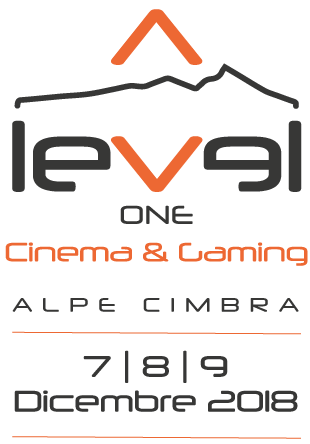 level
ONE
Cinema & Gaming
ALPE CIMBRA
7|8|9
Dicembre 2018